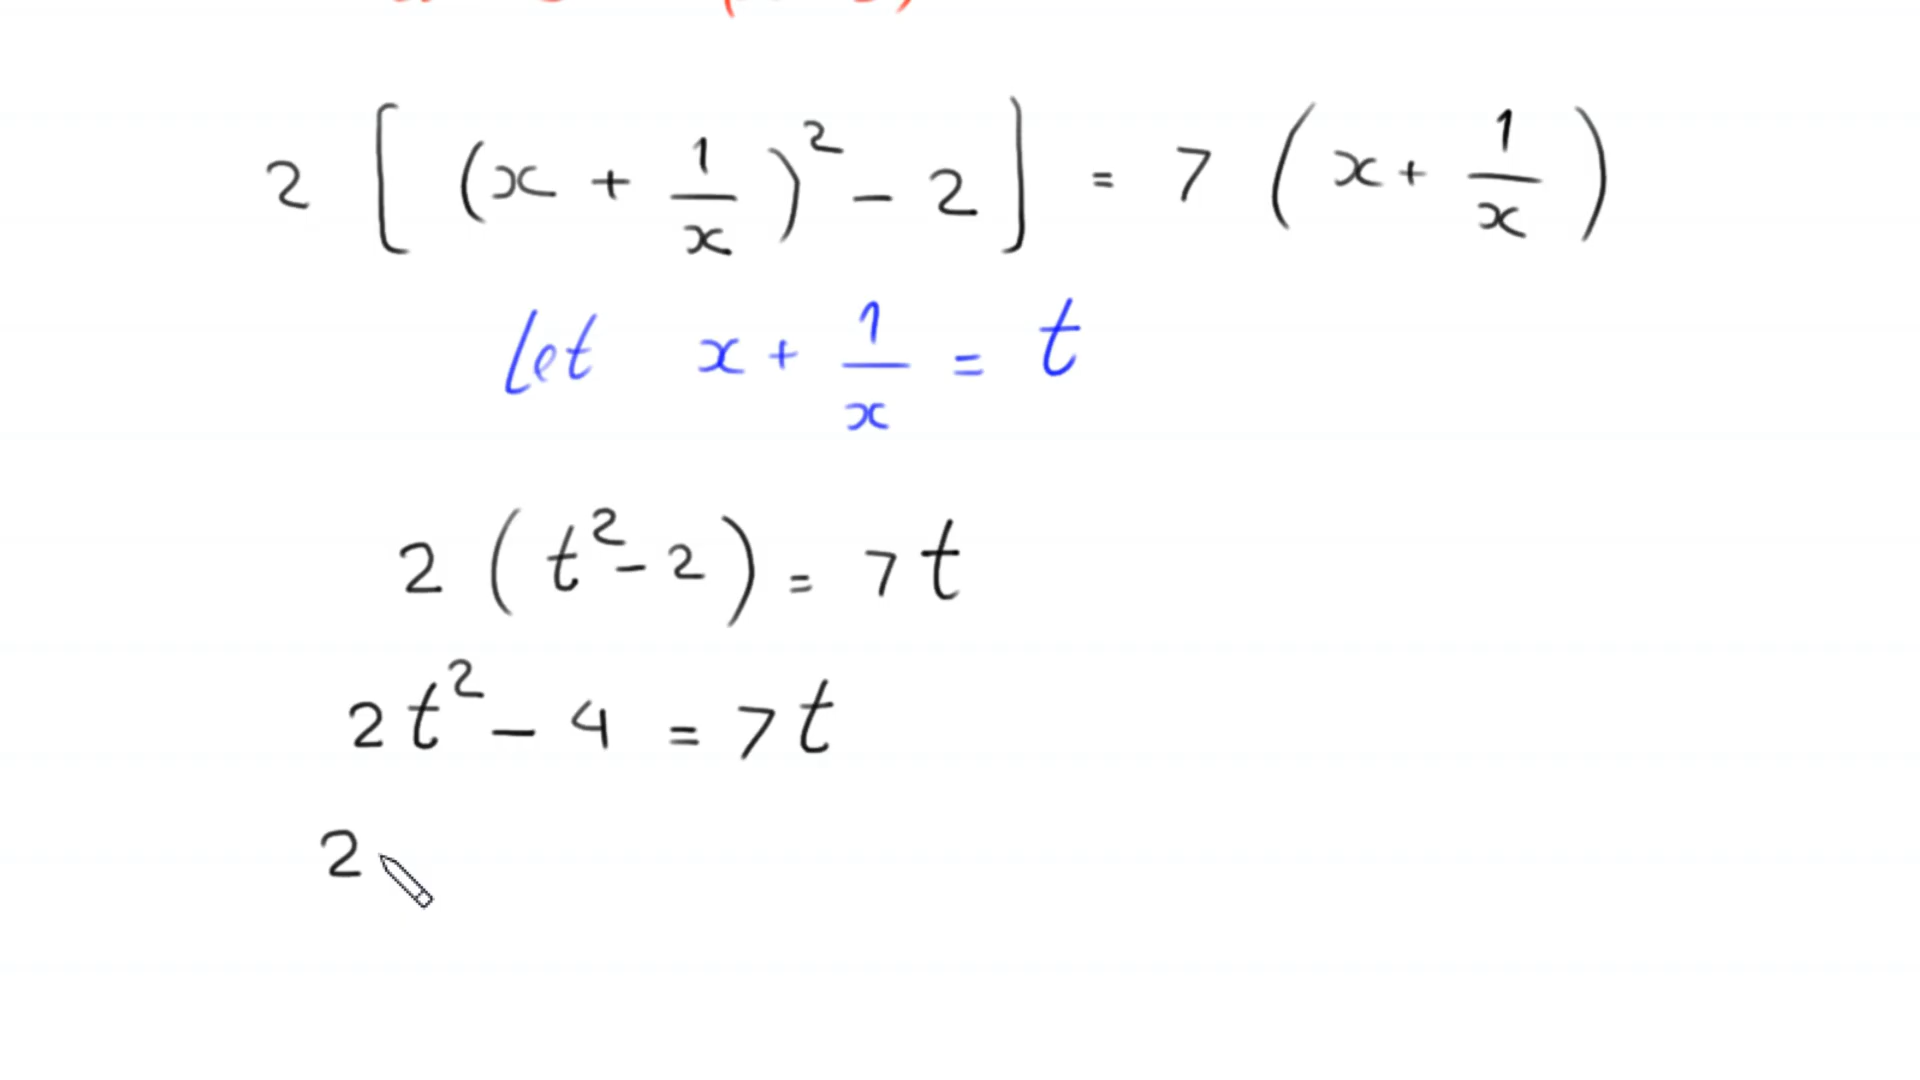 2 [ (x + 1/x)² - 2 ] = 7 (x + 1/x)
Let x + 1/x = t
2 (t² - 2) = 7t
2t² - 4 = 7t
2